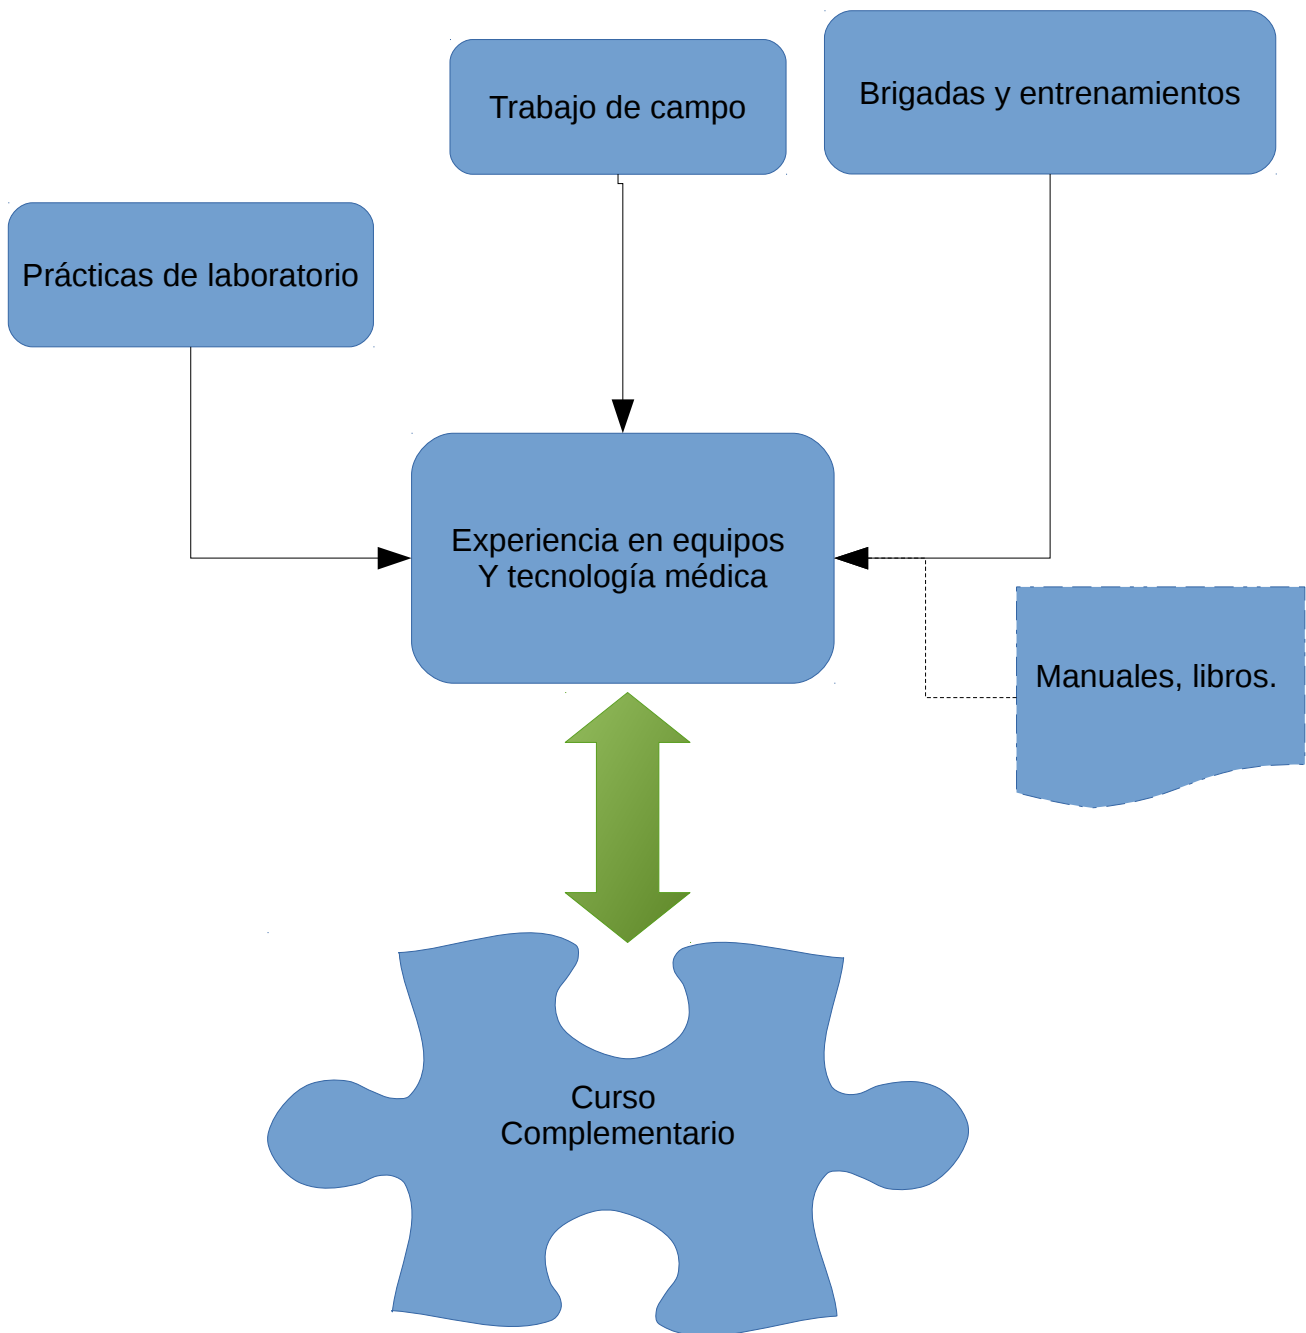 Brigadas y entrenamientos
Trabajo de campo
Prácticas de laboratorio
Experiencia en equipos
Y tecnología médica
Manuales, libros.
Curso
Complementario